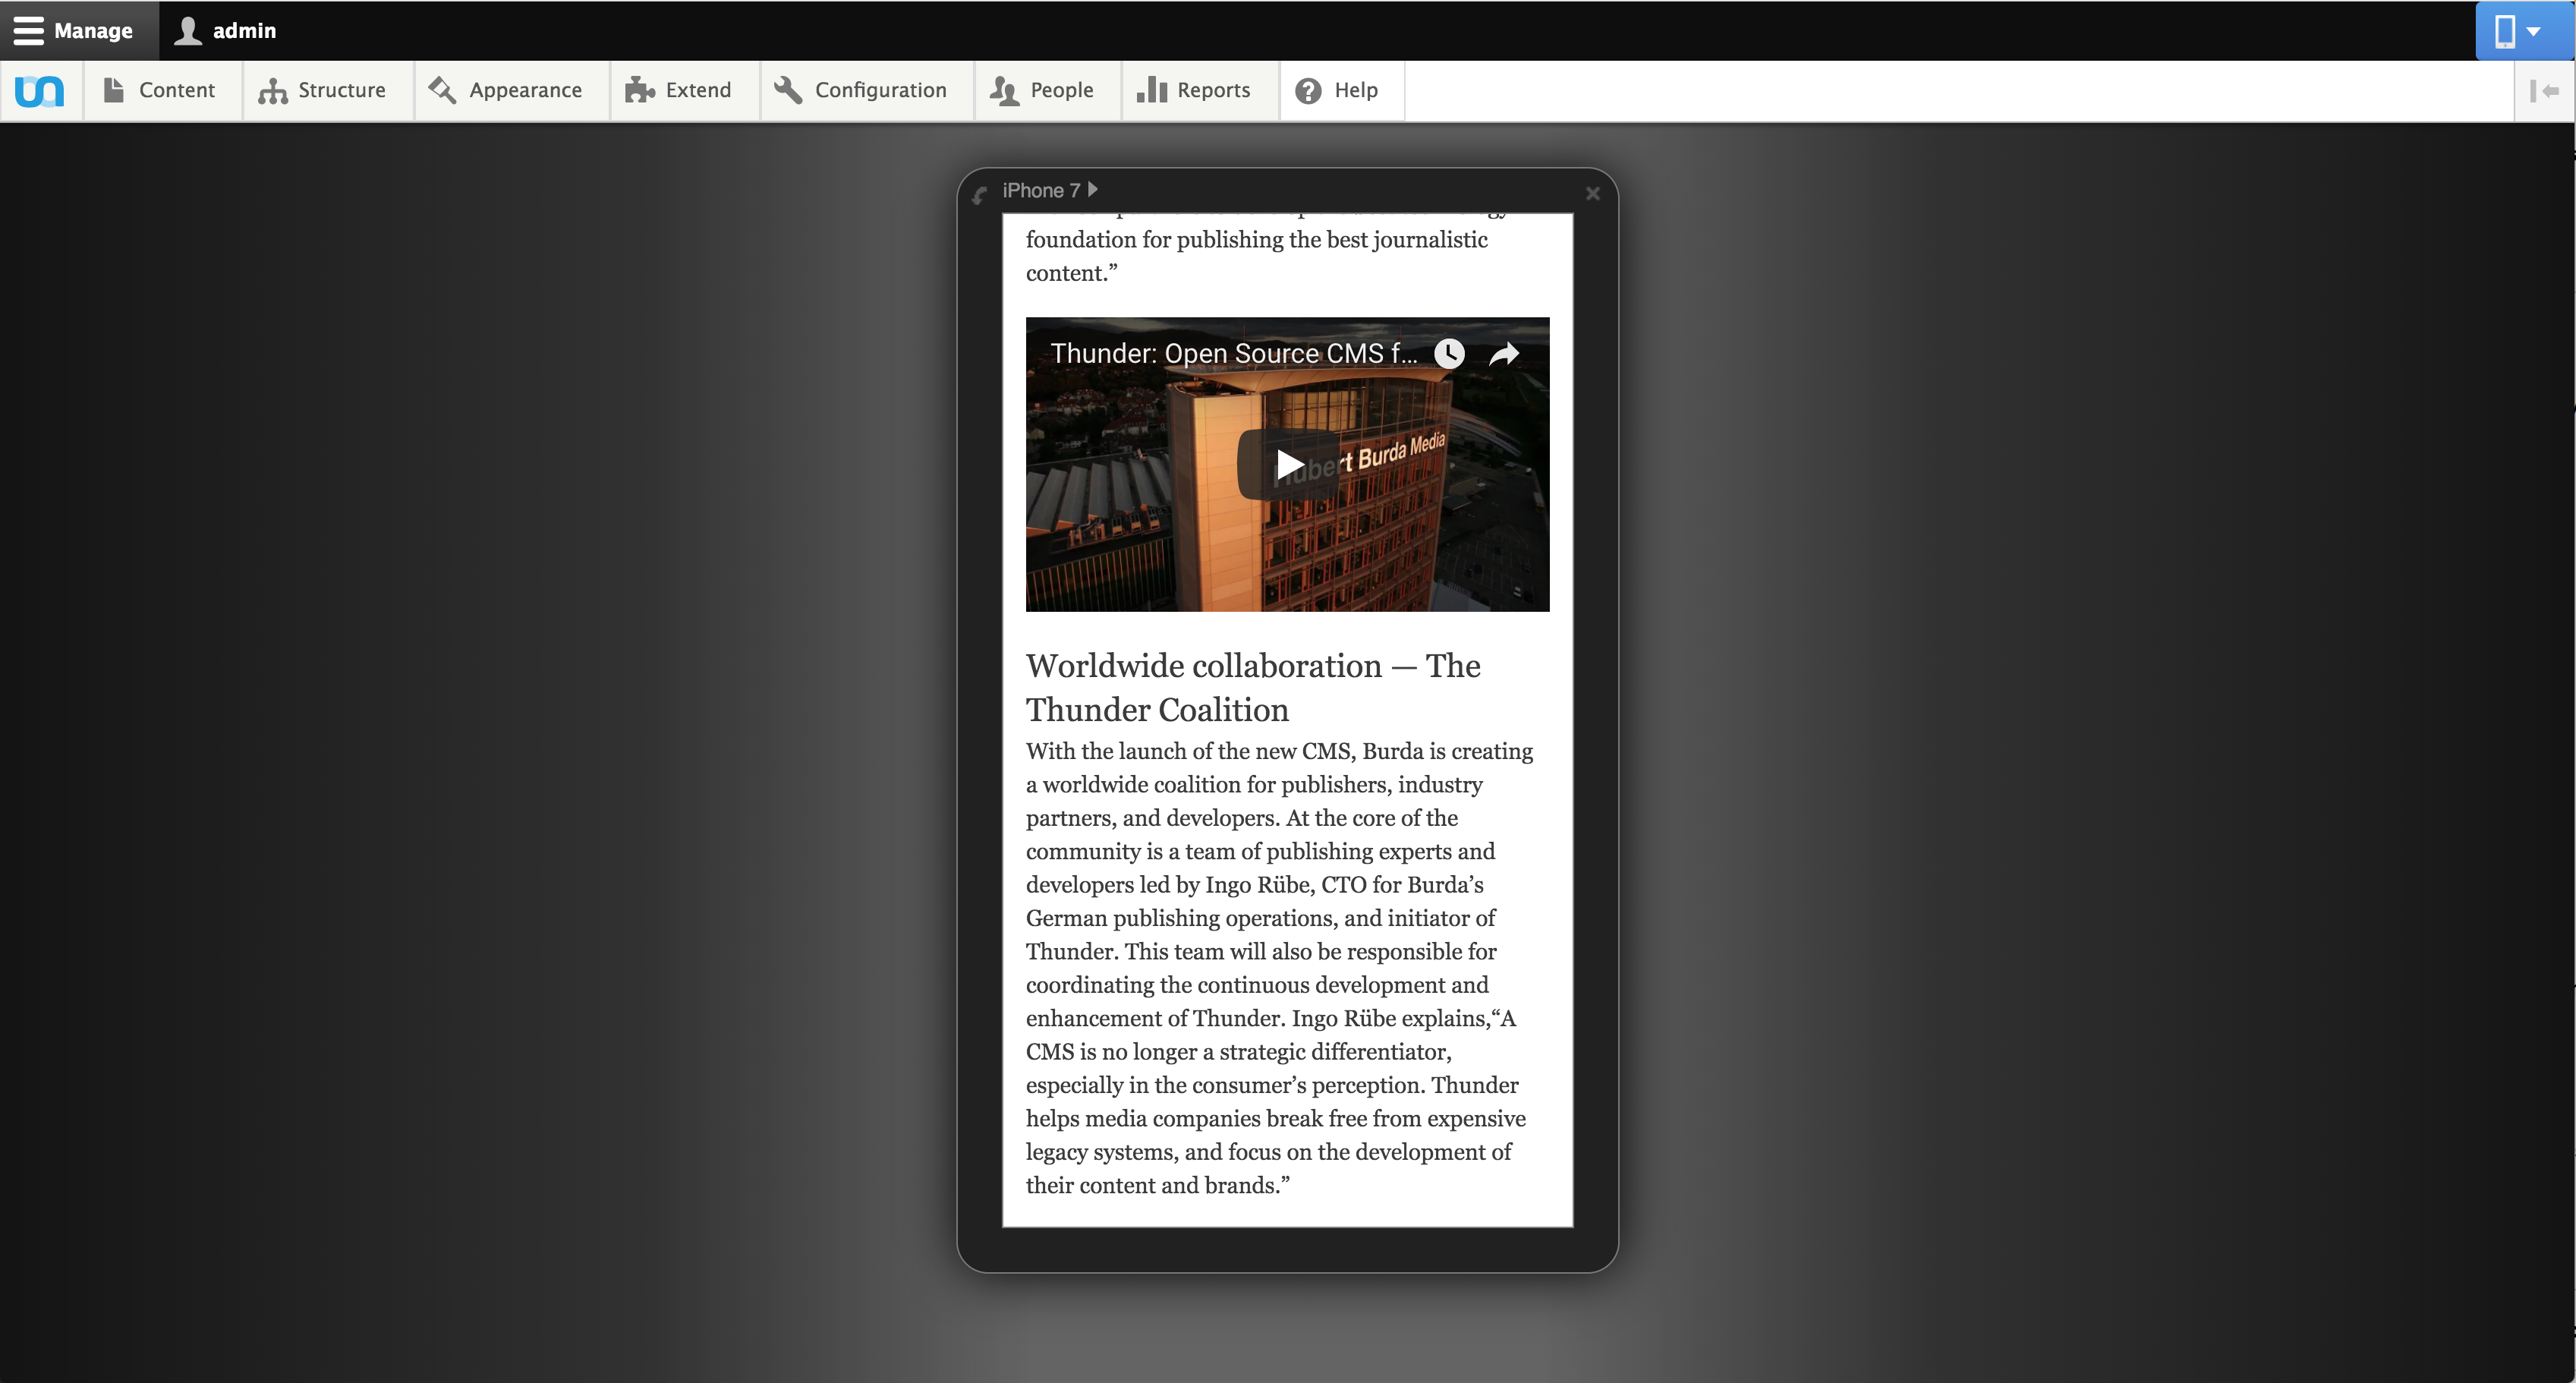 Manage
admin
Content
Structure
Appearance
Extend
Configuration
People
Reports
Help
iPhone 7
foundation for publishing the best journalistic
content.”
Thunder: Open Source CMS f...
Hubert Burda Media
Worldwide collaboration — The
Thunder Coalition
With the launch of the new CMS, Burda is creating
a worldwide coalition for publishers, industry
partners, and developers. At the core of the
community is a team of publishing experts and
developers led by Ingo Rübe, CTO for Burda’s
German publishing operations, and initiator of
Thunder. This team will also be responsible for
coordinating the continuous development and
enhancement of Thunder. Ingo Rübe explains,“A
CMS is no longer a strategic differentiator,
especially in the consumer’s perception. Thunder
helps media companies break free from expensive
legacy systems, and focus on the development of
their content and brands.”